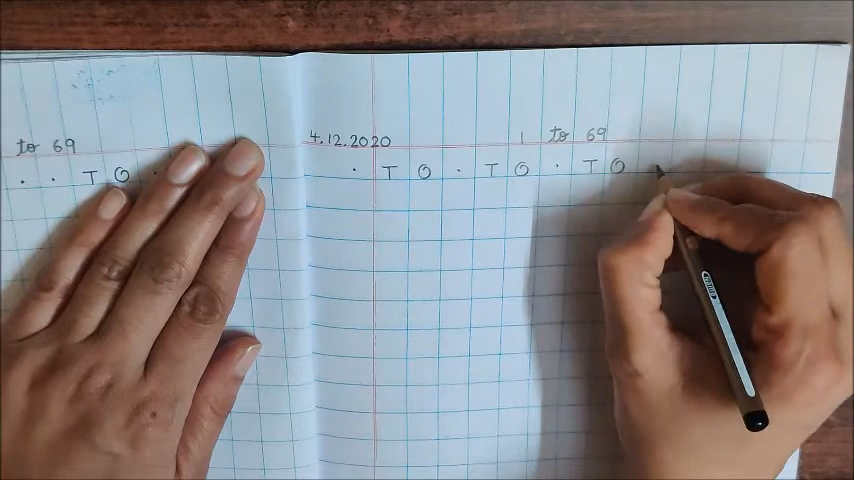 to 69
. . T O .
4.12.2020 1 to 69
. T O . T O . T O .